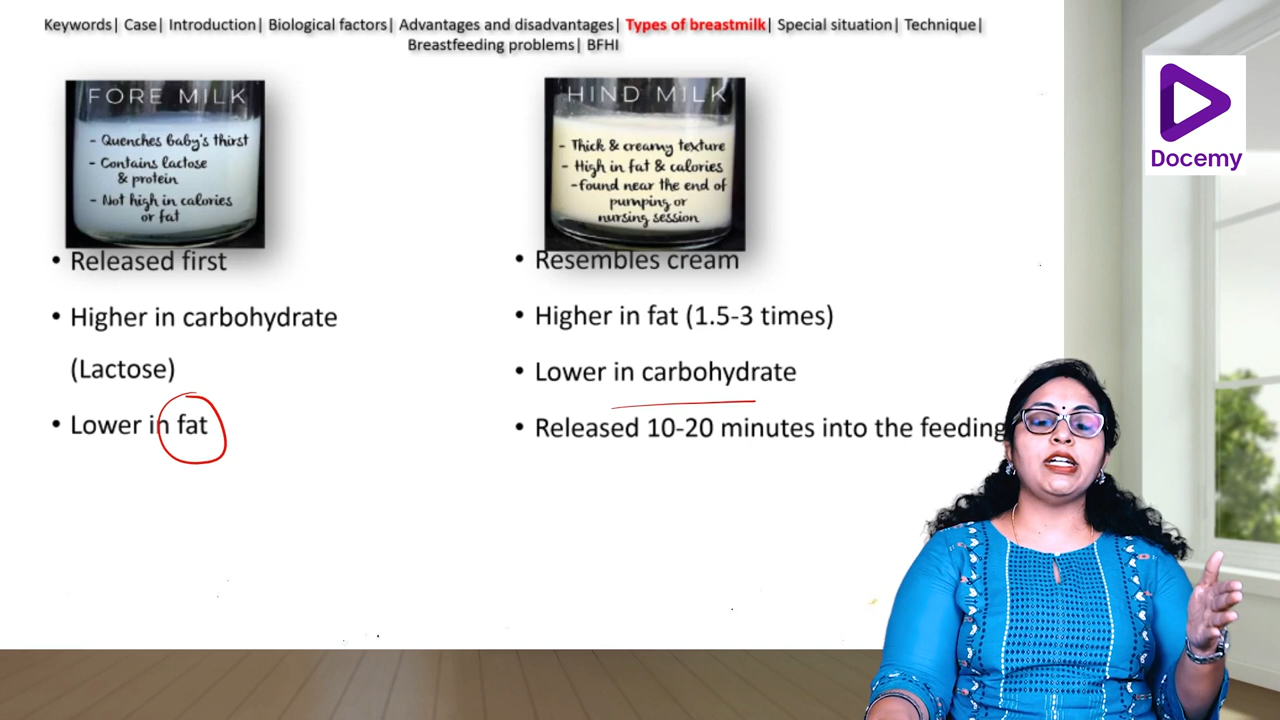 Keywords| Case| Introduction| Biological factors| Advantages and disadvantages| Types of breastmilk| Special situation| Technique|
Breastfeeding problems| BFHI
FORE MILK
- Quenches baby's thirst
- Contains lactose
& protein
- Not high in calories
or fat
• Released first
• Higher in carbohydrate
(Lactose)
• Lower in fat
HIND MILK
- Thick & creamy texture
- High in fat & calories
-found near the end of
pumping or
nursing session
• Resembles cream
• Higher in fat (1.5-3 times)
• Lower in carbohydrate
• Released 10-20 minutes into the feeding
Docemy